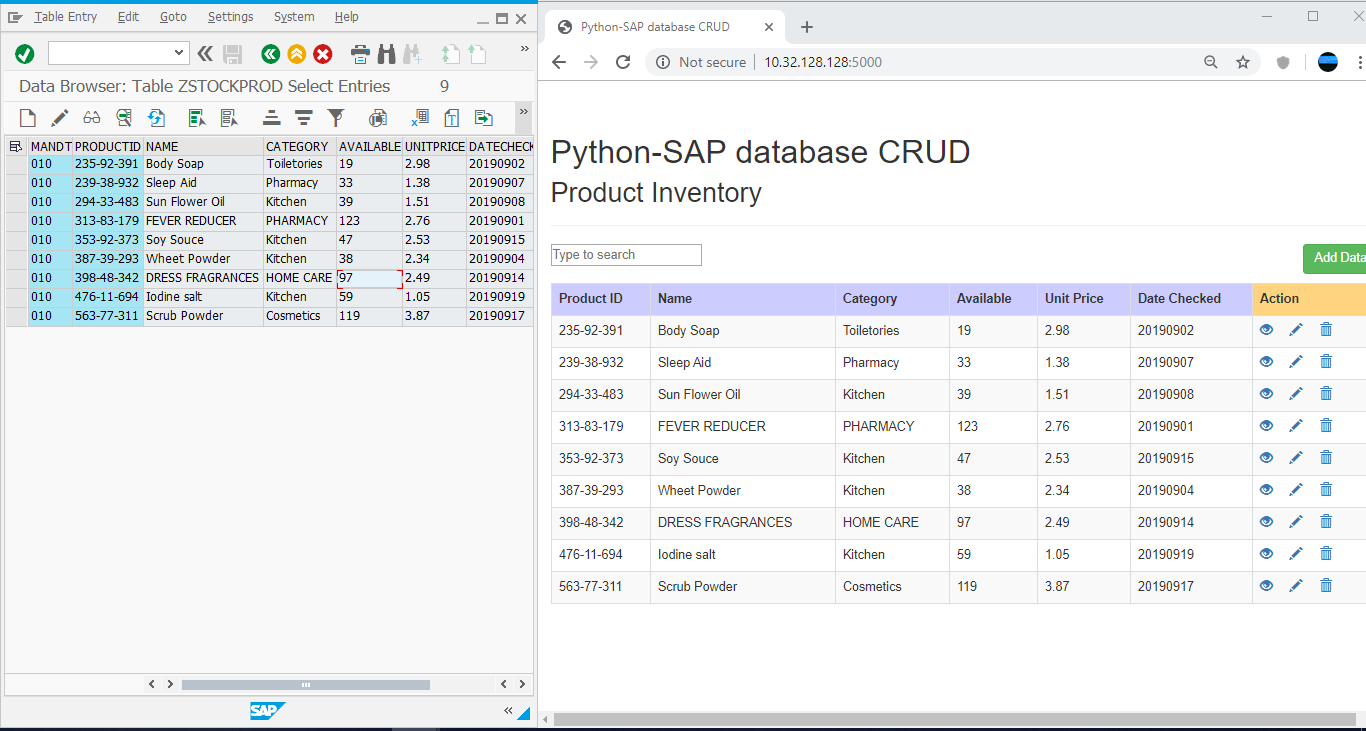 Table Entry Edit Goto Settings System Help
Data Browser: Table ZSTOCKPROD Select Entries 9
MANDT PRODUCTID NAME CATEGORY AVAILABLE UNITPRICE DATECHECK
010 235-92-391 Body Soap Toiletories 19 2.98 20190902
010 239-38-932 Sleep Aid Pharmacy 33 1.38 20190907
010 294-33-483 Sun Flower Oil Kitchen 39 1.51 20190908
010 313-83-179 FEVER REDUCER PHARMACY 123 2.76 20190901
010 353-92-373 Soy Souce Kitchen 47 2.53 20190915
010 387-39-293 Wheet Powder Kitchen 38 2.34 20190904
010 398-48-342 DRESS FRAGRANCES HOME CARE 97 2.49 20190914
010 476-11-694 Iodine salt Kitchen 59 1.05 20190919
010 563-77-311 Scrub Powder Cosmetics 119 3.87 20190917
SAP
Python-SAP database CRUD
Not secure 10.32.128.128:5000
Python-SAP database CRUD
Product Inventory
Type to search
Add Data
Product ID Name Category Available Unit Price Date Checked Action
235-92-391 Body Soap Toiletories 19 2.98 20190902
239-38-932 Sleep Aid Pharmacy 33 1.38 20190907
294-33-483 Sun Flower Oil Kitchen 39 1.51 20190908
313-83-179 FEVER REDUCER PHARMACY 123 2.76 20190901
353-92-373 Soy Souce Kitchen 47 2.53 20190915
387-39-293 Wheet Powder Kitchen 38 2.34 20190904
398-48-342 DRESS FRAGRANCES HOME CARE 97 2.49 20190914
476-11-694 Iodine salt Kitchen 59 1.05 20190919
563-77-311 Scrub Powder Cosmetics 119 3.87 20190917